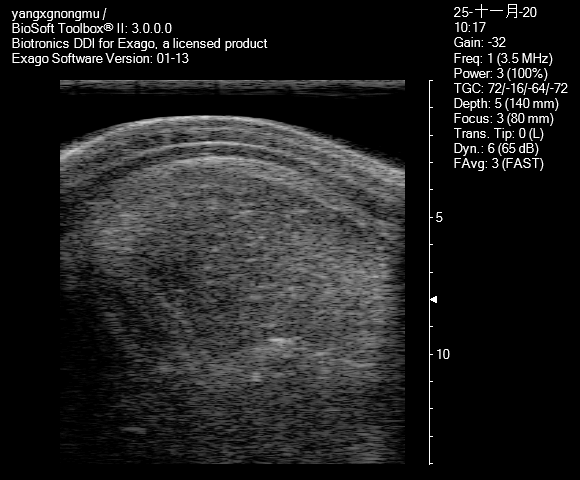 yangxgnongmu /
BioSoft Toolbox® II: 3.0.0.0
Biotronics DDI for Exago, a licensed product
Exago Software Version: 01-13
25-十一月-20
10:17
Gain: -32
Freq: 1 (3.5 MHz)
Power: 3 (100%)
TGC: 72/-16/-64/-72
Depth: 5 (140 mm)
Focus: 3 (80 mm)
Trans. Tip: 0 (L)
Dyn.: 6 (65 dB)
FAvg: 3 (FAST)
5
10